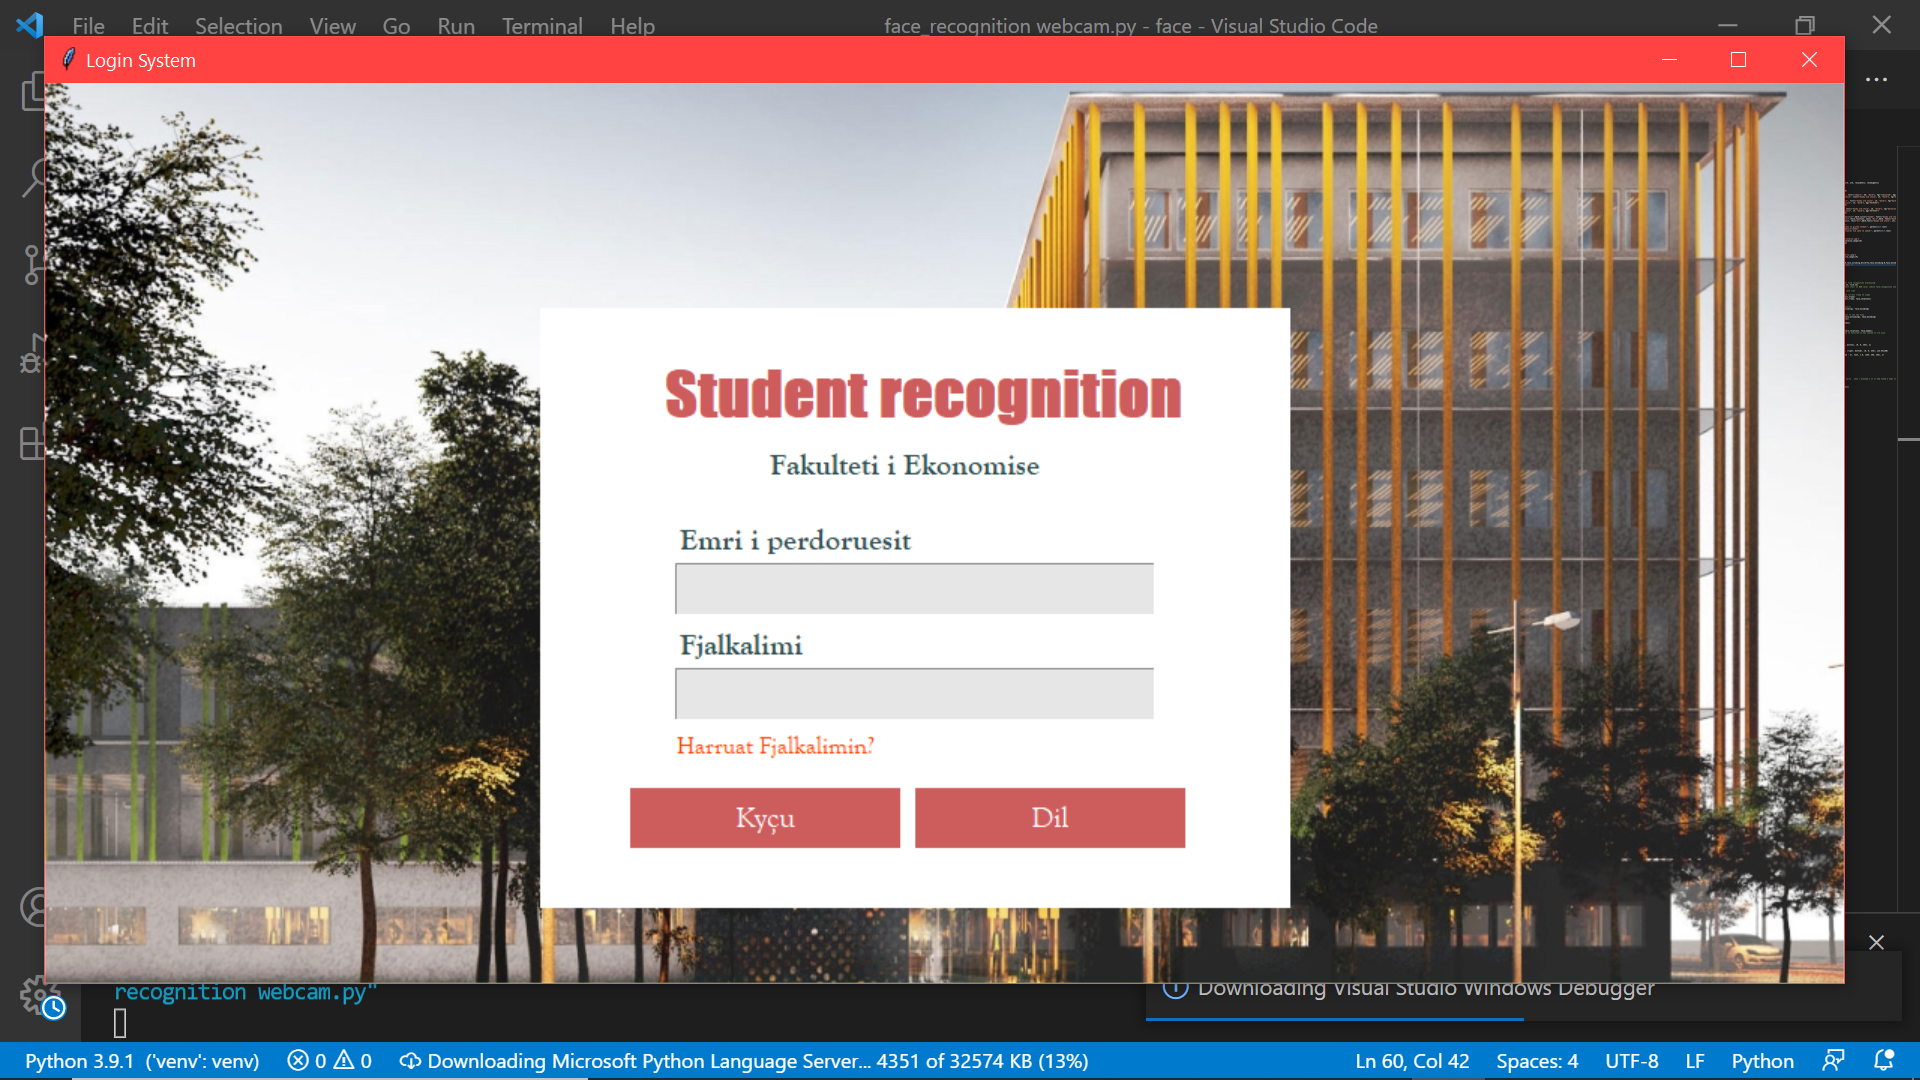 File Edit Selection View Go Run Terminal Help face_recognition webcam.py - face - Visual Studio Code
Login System
Student recognition
Fakulteti i Ekonomise
Emri i perdoruesit
Fjalkalimi
Harruat Fjalkalimin?
Kyçu Dil
recognition webcam.py"
Downloading Visual Studio Windows Debugger
Python 3.9.1 ('venv': venv) 0 0 Downloading Microsoft Python Language Server... 4351 of 32574 KB (13%) Ln 60, Col 42 Spaces: 4 UTF-8 LF Python